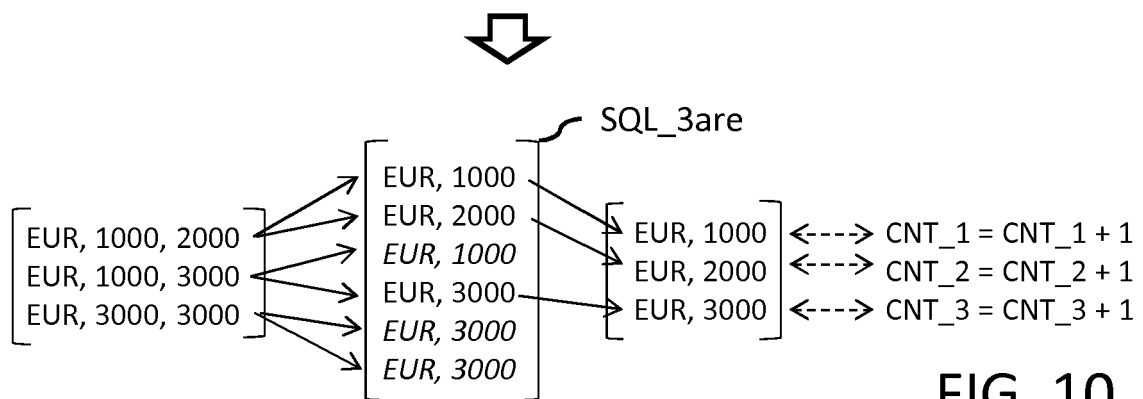 SQL_3are
EUR, 1000, 2000
EUR, 1000, 3000
EUR, 3000, 3000
EUR, 1000
EUR, 2000
EUR, 1000
EUR, 3000
EUR, 3000
EUR, 3000
EUR, 1000
EUR, 2000
EUR, 3000
CNT_1 = CNT_1 + 1
CNT_2 = CNT_2 + 1
CNT_3 = CNT_3 + 1
FIG. 10